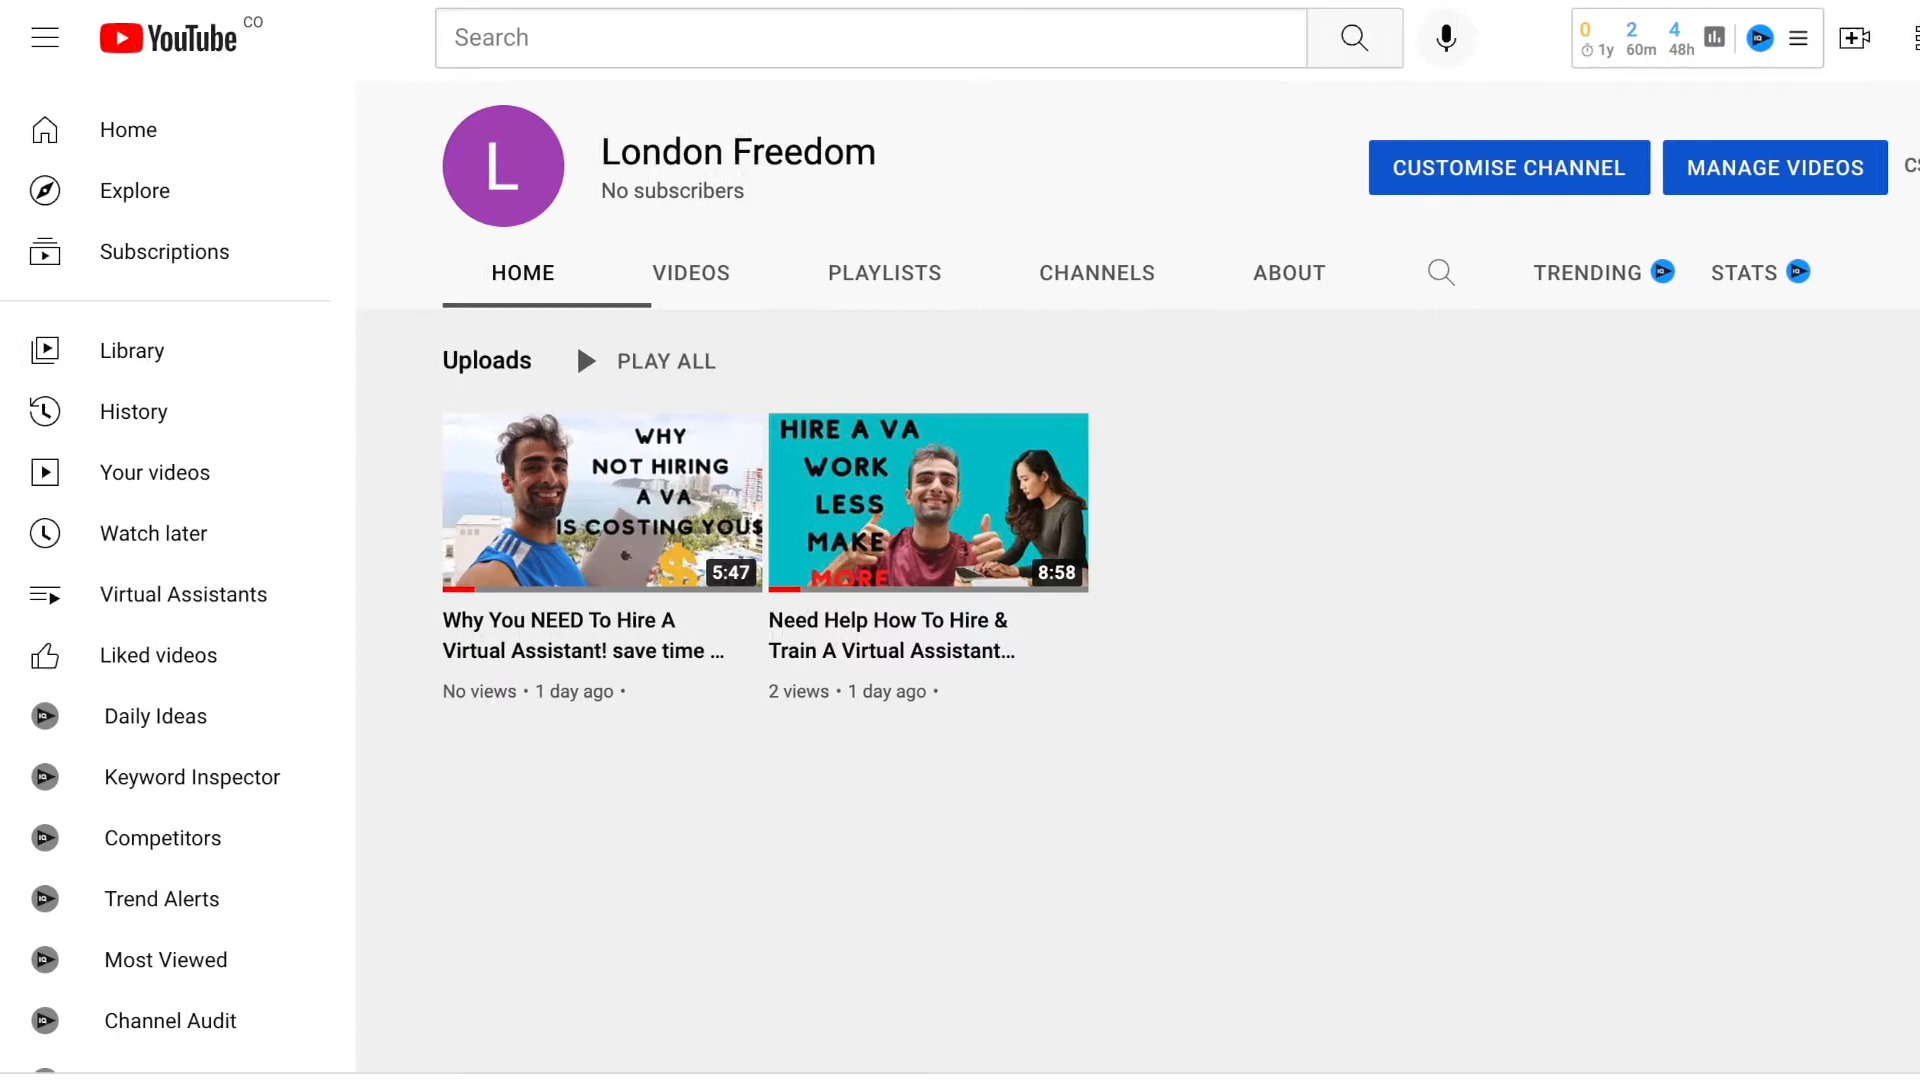 YouTube CO
Search
0 2 4
1y 60m 48h
Home
Explore
Subscriptions
Library
History
Your videos
Watch later
Virtual Assistants
Liked videos
Daily Ideas
Keyword Inspector
Competitors
Trend Alerts
Most Viewed
Channel Audit
L
London Freedom
No subscribers
CUSTOMISE CHANNEL
MANAGE VIDEOS
HOME
VIDEOS
PLAYLISTS
CHANNELS
ABOUT
TRENDING
STATS
Uploads
PLAY ALL
WHY
NOT HIRING
A VA
IS COSTING YOU$
$
5:47
Why You NEED To Hire A
Virtual Assistant! save time ...
No views • 1 day ago •
HIRE A VA
WORK
LESS
MAKE
MORE
8:58
Need Help How To Hire &
Train A Virtual Assistant...
2 views • 1 day ago •